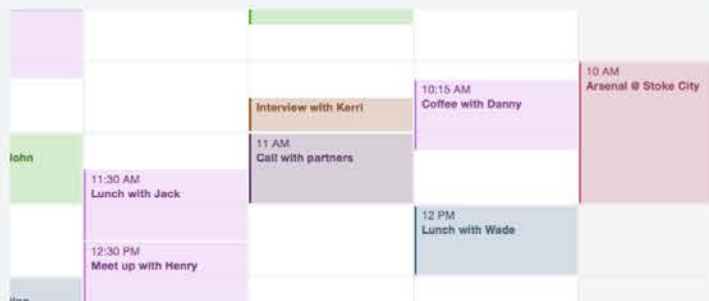 10 AM
Arsenal @ Stoke City
10:15 AM
Coffee with Danny
Interview with Kerri
11 AM
Call with partners
John
11:30 AM
Lunch with Jack
12 PM
Lunch with Wade
12:30 PM
Meet up with Henry